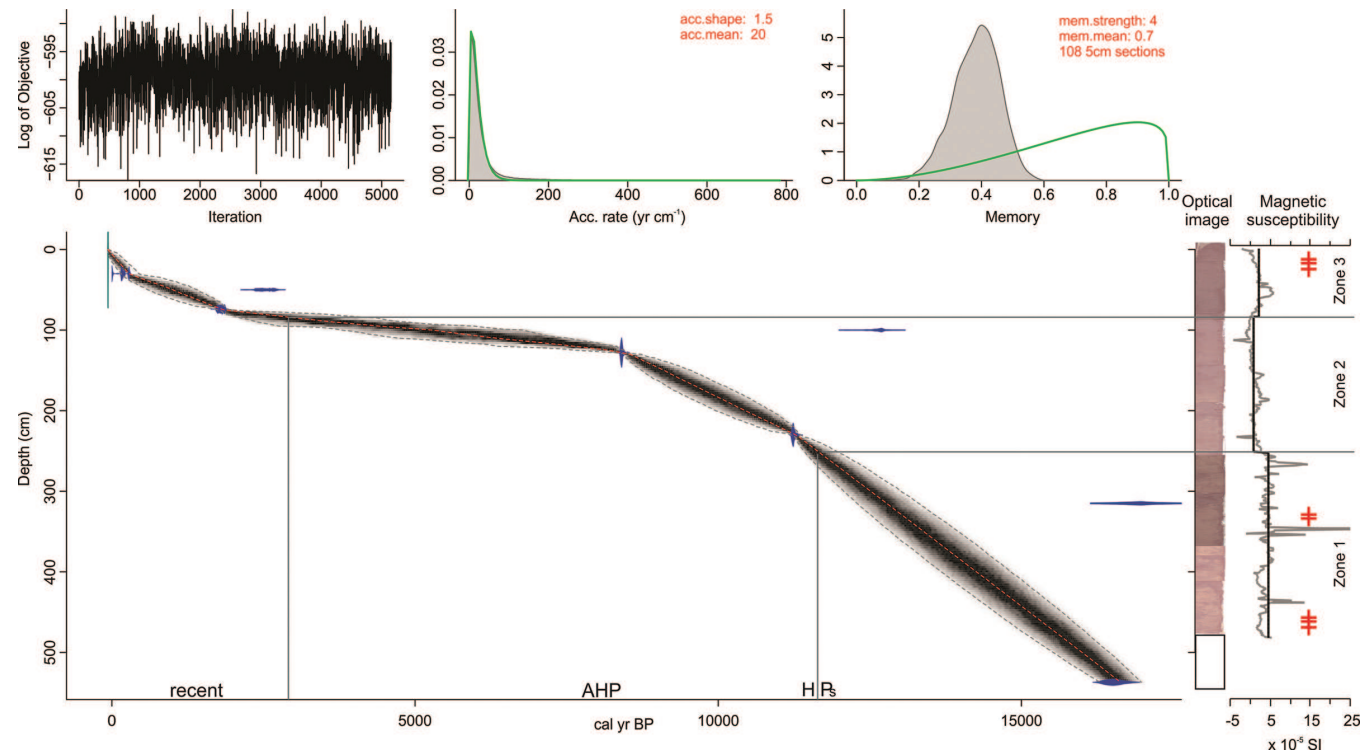 Log of Objective
−595
−605
−615
0
1000
2000
3000
4000
5000
Iteration
acc.shape: 1.5
acc.mean: 20
0.03
0.02
0.01
0.00
0
200
400
600
800
Acc. rate (yr cm⁻¹)
mem.strength: 4
mem.mean: 0.7
108 5cm sections
5
4
3
2
1
0
0.0
0.2
0.4
0.6
0.8
1.0
Memory
Optical
image
Magnetic
susceptibility
Depth (cm)
0
100
200
300
400
500
recent
AHP
H
Ps
0
5000
10000
15000
cal yr BP
Zone 3
Zone 2
Zone 1
-5
5
15
25
x 10⁻⁵ SI